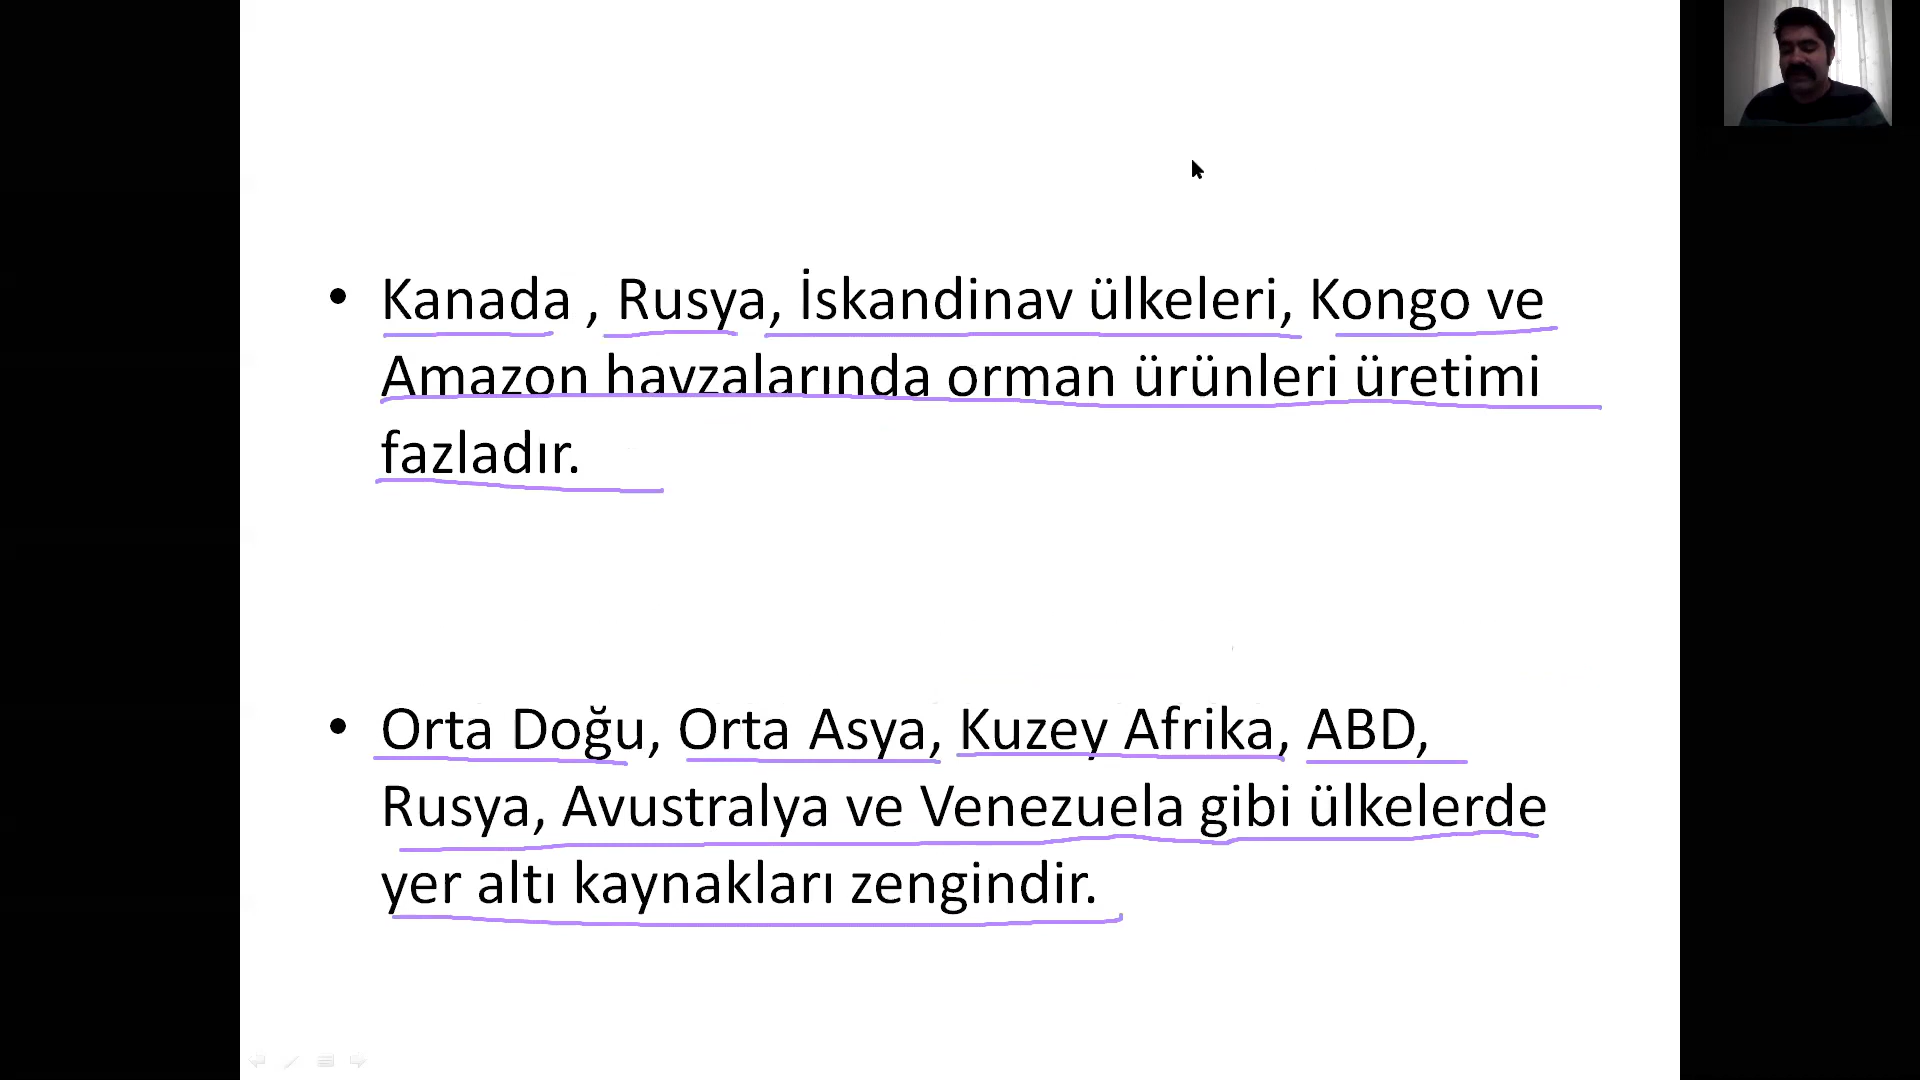 • Kanada , Rusya, İskandinav ülkeleri, Kongo ve
Amazon havzalarında orman ürünleri üretimi
fazladır.
• Orta Doğu, Orta Asya, Kuzey Afrika, ABD,
Rusya, Avustralya ve Venezuela gibi ülkelerde
yer altı kaynakları zengindir.